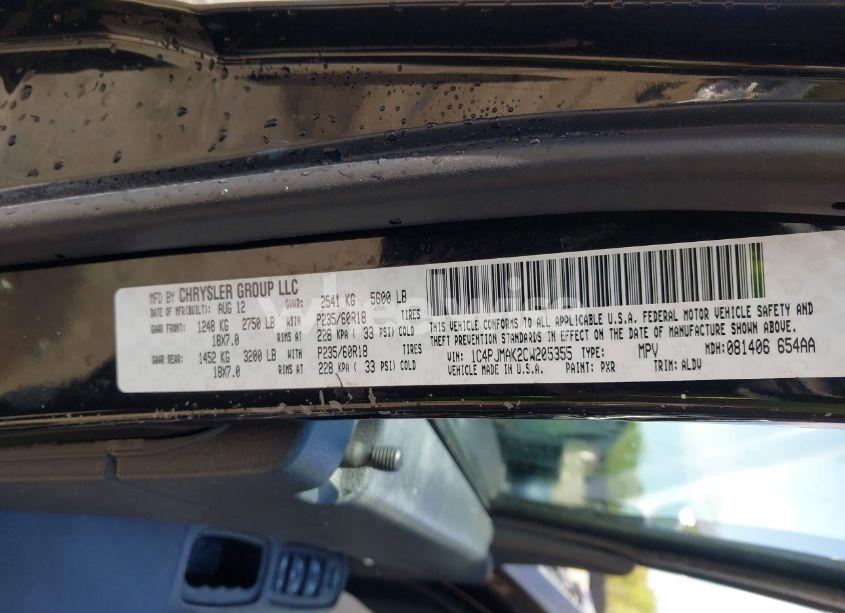 MFD BY CHRYSLER GROUP LLC
DATE OF MFR(BUILT): AUG 12 GVWR: 2541 KG 5600 LB
GAWR FRONT: 1248 KG 2750 LB WITH P235/60R18 TIRES
18X7.0 RIMS AT 228 KPA ( 33 PSI) COLD
GAWR REAR: 1452 KG 3200 LB WITH P235/60R18 TIRES
18X7.0 RIMS AT 228 KPA ( 33 PSI) COLD
THIS VEHICLE CONFORMS TO ALL APPLICABLE U.S.A. FEDERAL MOTOR VEHICLE SAFETY AND
THEFT PREVENTION STANDARDS IN EFFECT ON THE DATE OF MANUFACTURE SHOWN ABOVE.
VIN: 1C4PJMAK2CW205355 TYPE: MPV MDH: 081406 654AA
VEHICLE MADE IN U.S.A. PAINT: PXR TRIM: ALDV